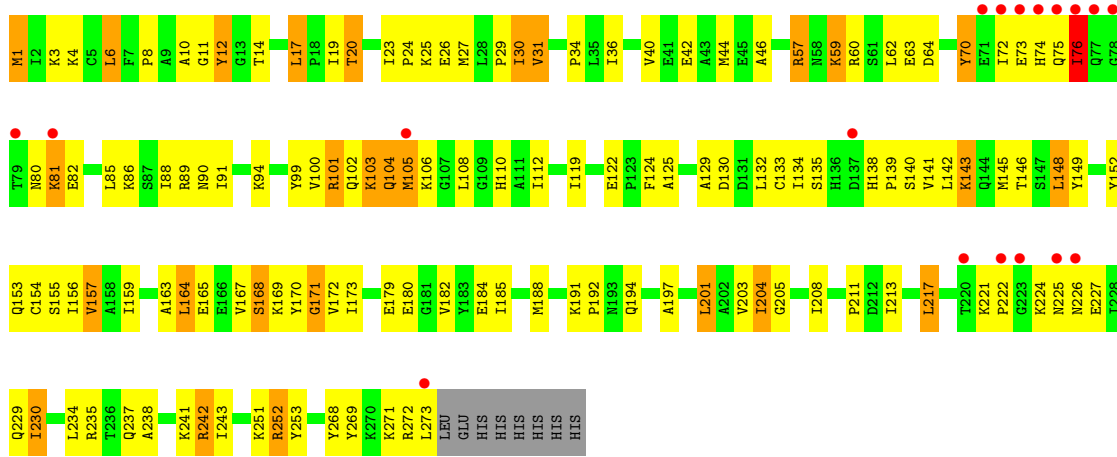 M1 I2 K3 K4 C5 L6 F7 P8 A9 A10 G11 Y12 G13 T14 L17 P18 I19 T20 I23 P24 K25 E26 M27 L28 P29 I30 V31 P34 L35 I36 V40 E41 E42 A43 M44 E45 A46 R57 N58 K59 R60 S61 L62 E63 D64 Y70 E71 I72 E73 H74 Q75 I76 Q77 G78
T79 N80 K81 E82 L85 K86 S87 I88 R89 N90 I91 K94 Y99 V100 R101 Q102 K103 Q104 M105 K106 G107 L108 G109 H110 A111 I112 I119 E122 P123 F124 A125 A129 D130 D131 L132 C133 I134 S135 H136 D137 H138 P139 S140 V141 L142 K143 Q144 M145 T146 S147 L148 Y149 Y152
Q153 C154 S155 I156 V157 A158 I159 A163 L164 E165 E166 V167 S168 K169 Y170 G171 V172 I173 E179 E180 G181 V182 Y183 E184 I185 M188 K191 P192 N193 Q194 A197 L201 A202 V203 I204 G205 I208 P211 D212 I213 L217 T220 K221 P222 G223 K224 N225 N226 E227 I228
Q229 I230 L234 R235 T236 Q237 A238 K241 R242 I243 K251 R252 Y253 Y268 Y269 K270 K271 R272 L273 LEU GLU HIS HIS HIS HIS HIS HIS